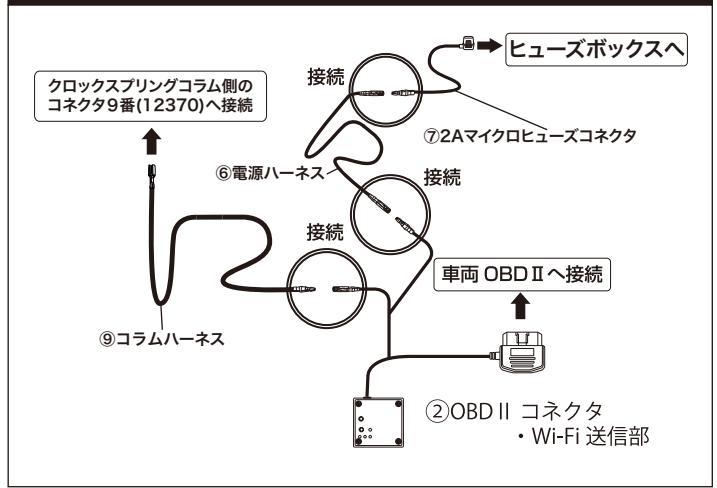 ヒューズボックスへ
接続
クロックスプリングコラム側の
コネクタ9番(12370)へ接続
⑦2Aマイクロヒューズコネクタ
⑥電源ハーネス
接続
接続
車両 OBDⅡへ接続
⑨コラムハーネス
②OBDⅡ コネクタ
・Wi-Fi 送信部